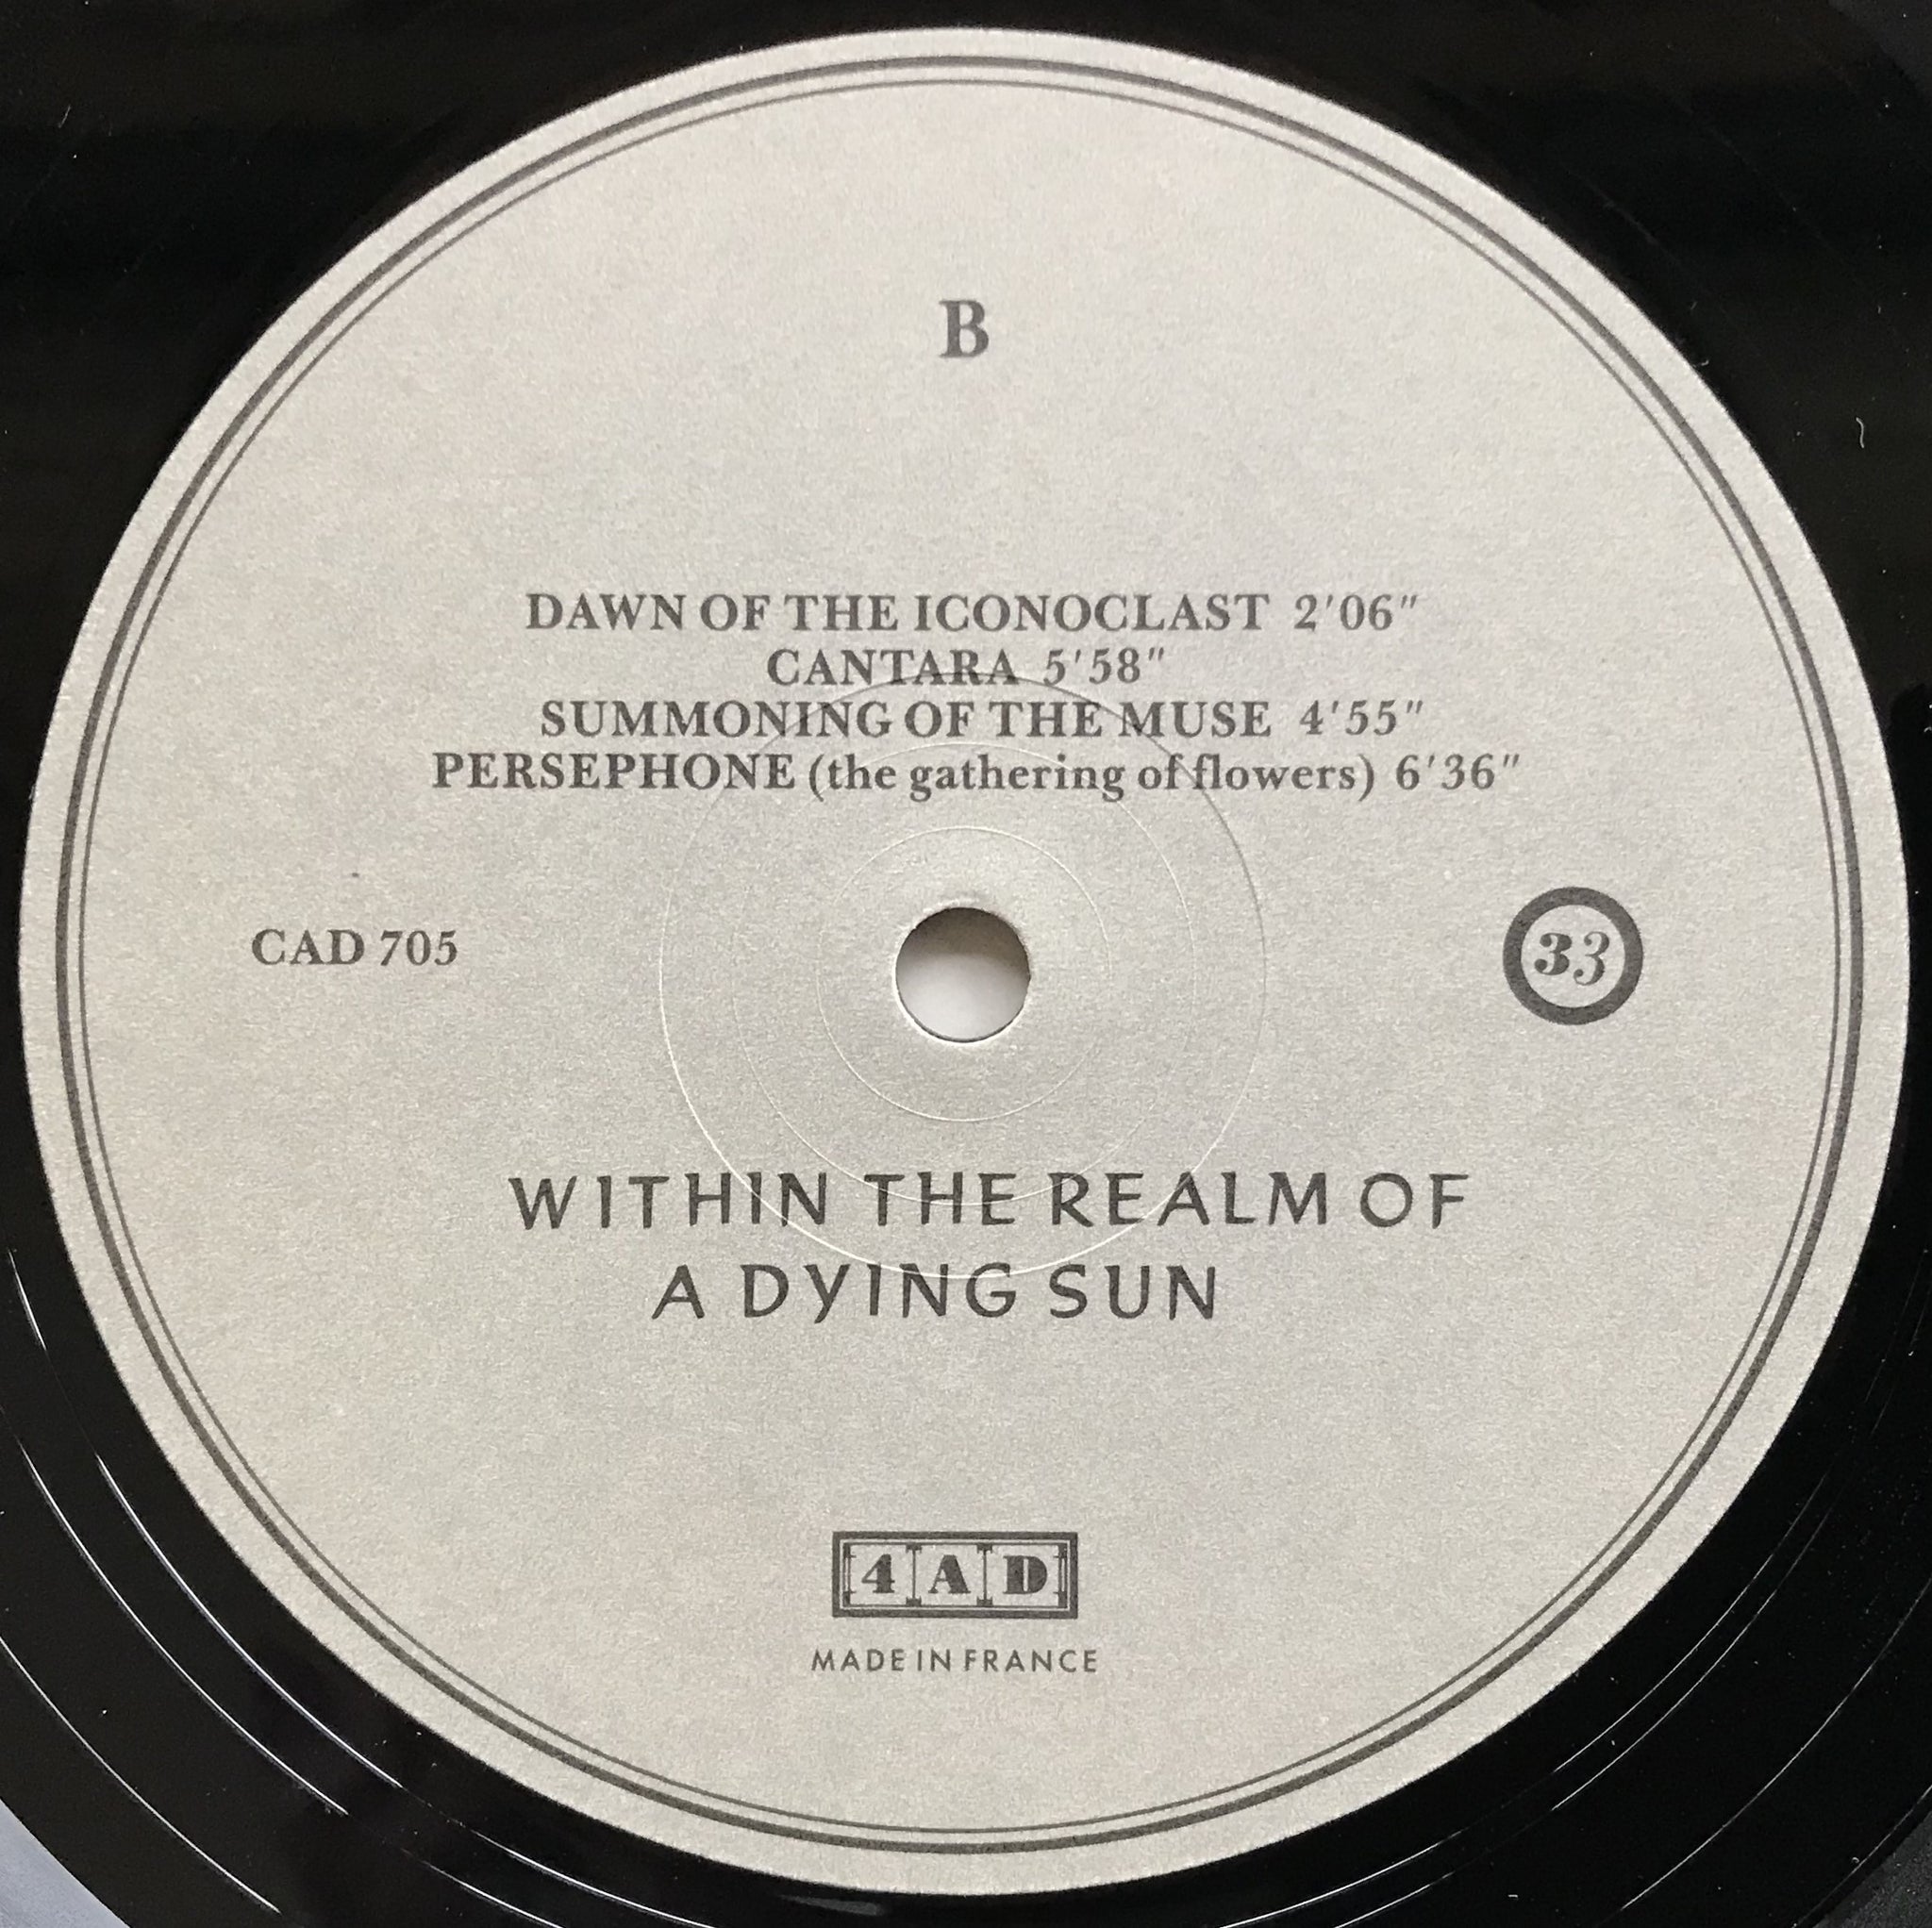 B
DAWN OF THE ICONOCLAST 2'06"
CANTARA 5'58"
SUMMONING OF THE MUSE 4'55"
PERSEPHONE (the gathering of flowers) 6'36"
CAD 705
33
WITHIN THE REALM OF
A DYING SUN
4AD
MADE IN FRANCE